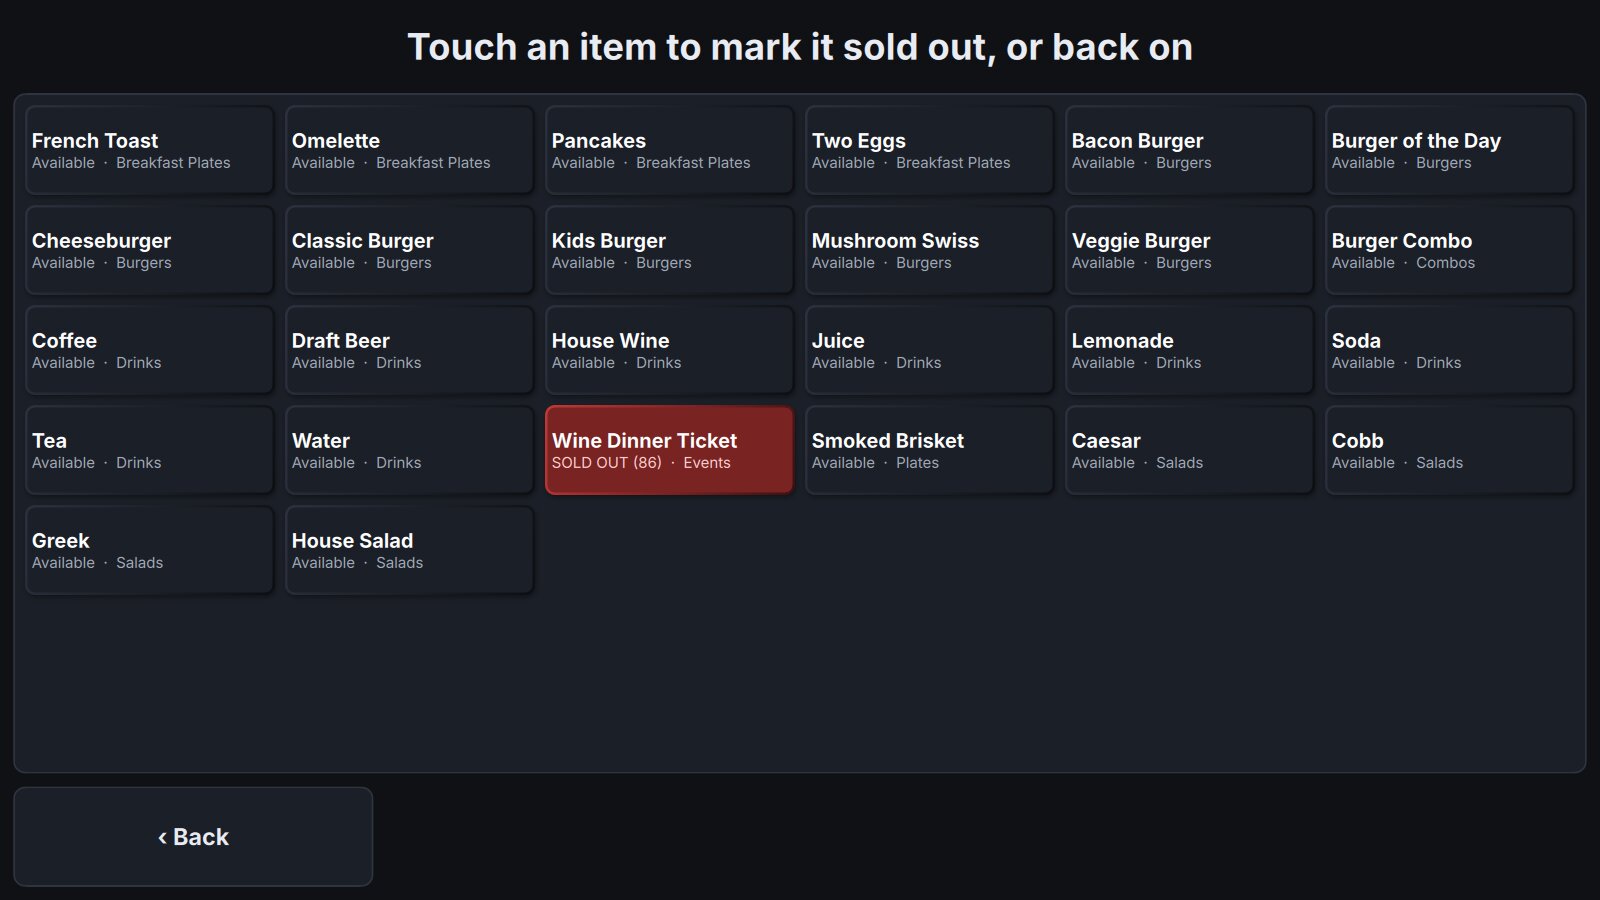 Touch an item to mark it sold out, or back on
French Toast
Available · Breakfast Plates
Omelette
Available · Breakfast Plates
Pancakes
Available · Breakfast Plates
Two Eggs
Available · Breakfast Plates
Bacon Burger
Available · Burgers
Burger of the Day
Available · Burgers
Cheeseburger
Available · Burgers
Classic Burger
Available · Burgers
Kids Burger
Available · Burgers
Mushroom Swiss
Available · Burgers
Veggie Burger
Available · Burgers
Burger Combo
Available · Combos
Coffee
Available · Drinks
Draft Beer
Available · Drinks
House Wine
Available · Drinks
Juice
Available · Drinks
Lemonade
Available · Drinks
Soda
Available · Drinks
Tea
Available · Drinks
Water
Available · Drinks
Wine Dinner Ticket
SOLD OUT (86) · Events
Smoked Brisket
Available · Plates
Caesar
Available · Salads
Cobb
Available · Salads
Greek
Available · Salads
House Salad
Available · Salads
‹ Back